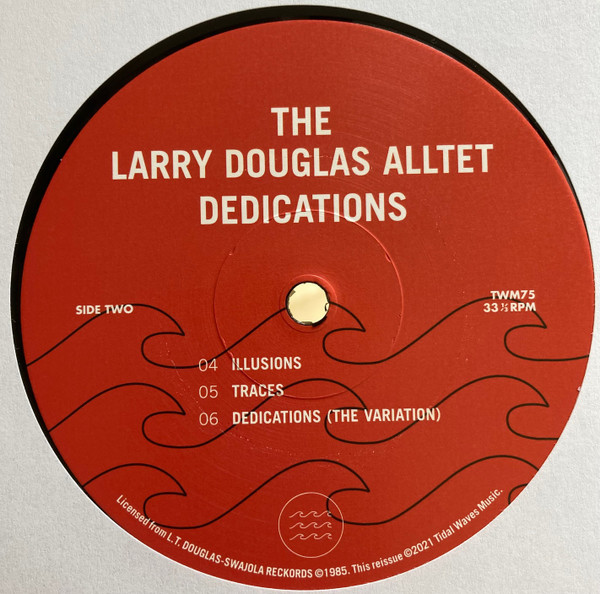 THE
LARRY DOUGLAS ALLTET
DEDICATIONS
SIDE TWO
TWM75
33 ⅓ RPM
04 ILLUSIONS
05 TRACES
06 DEDICATIONS (THE VARIATION)
Licensed from L.T. DOUGLAS-SWAJOLA RECKORDS ©1985. This reissue ©2021 Tidal Waves Music.